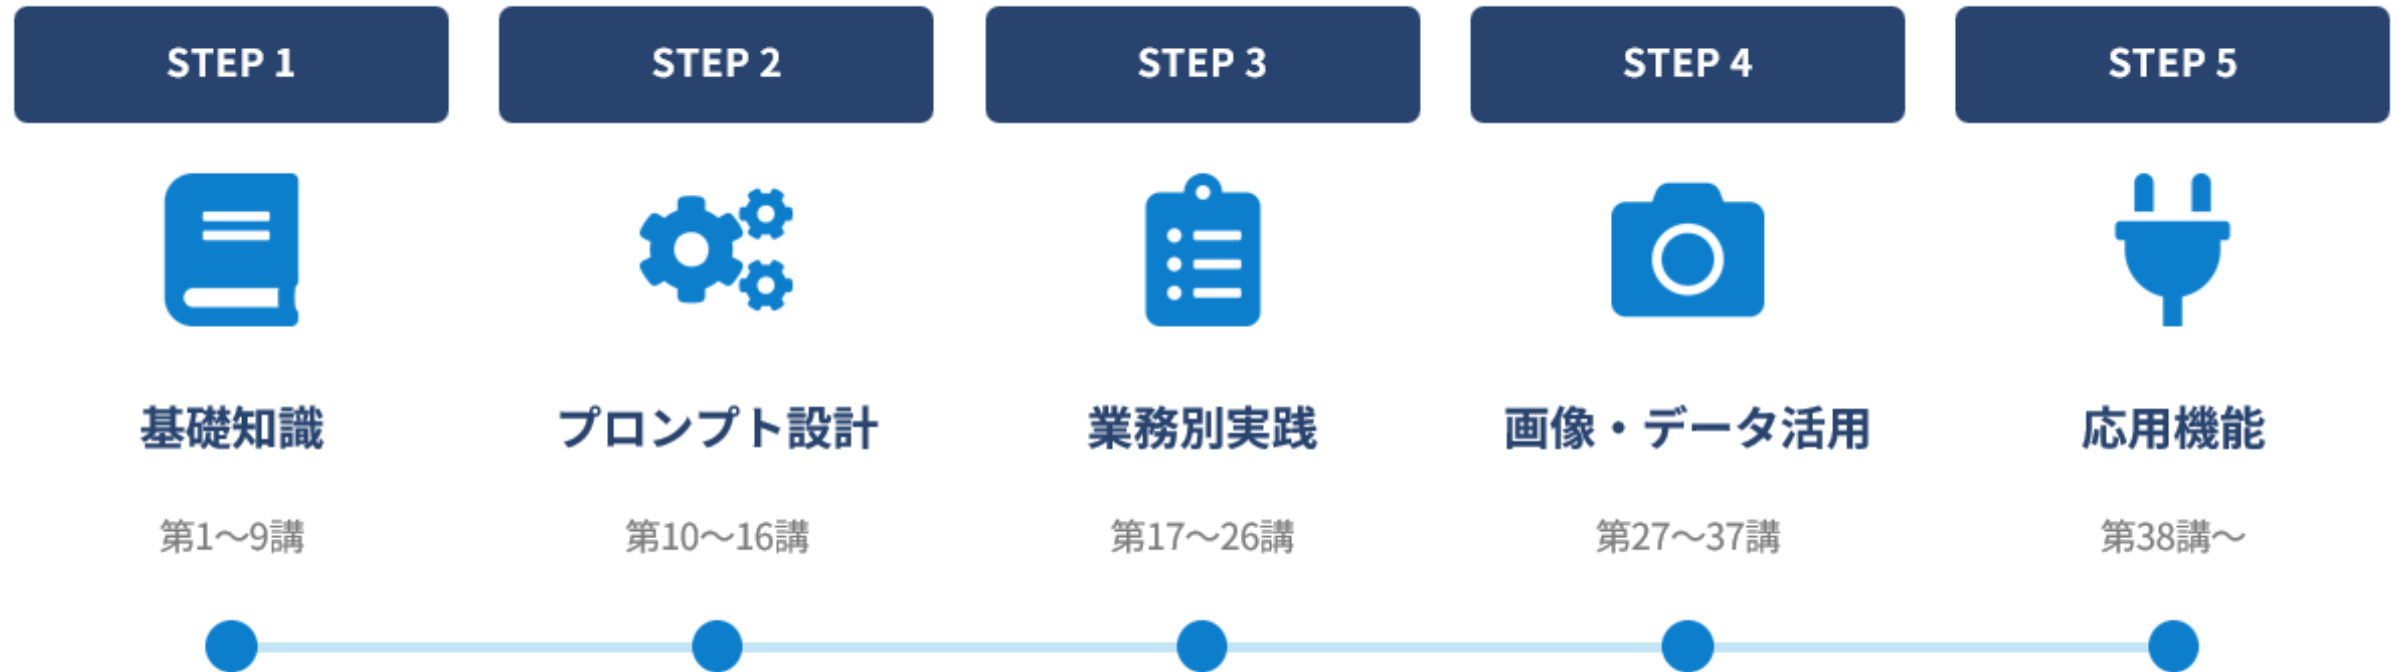 STEP 1
STEP 2
STEP 3
STEP 4
STEP 5
基礎知識
プロンプト設計
業務別実践
画像・データ活用
応用機能
第1～9講
第10～16講
第17～26講
第27～37講
第38講～